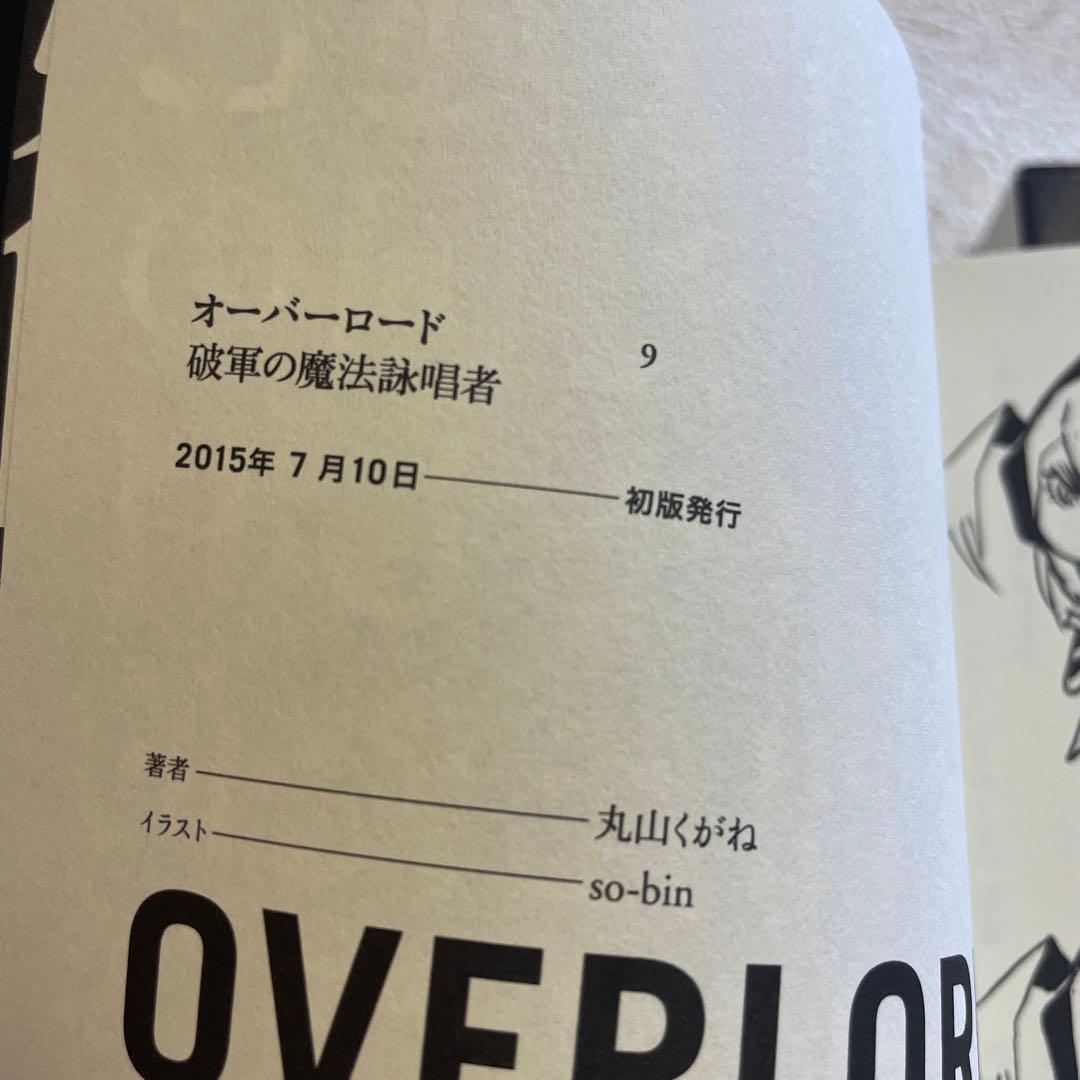 オーバーロード 9
破軍の魔法詠唱者
2015年 7 月10日 初版発行
著者 丸山くがね
イラスト so-bin
OVERLOR